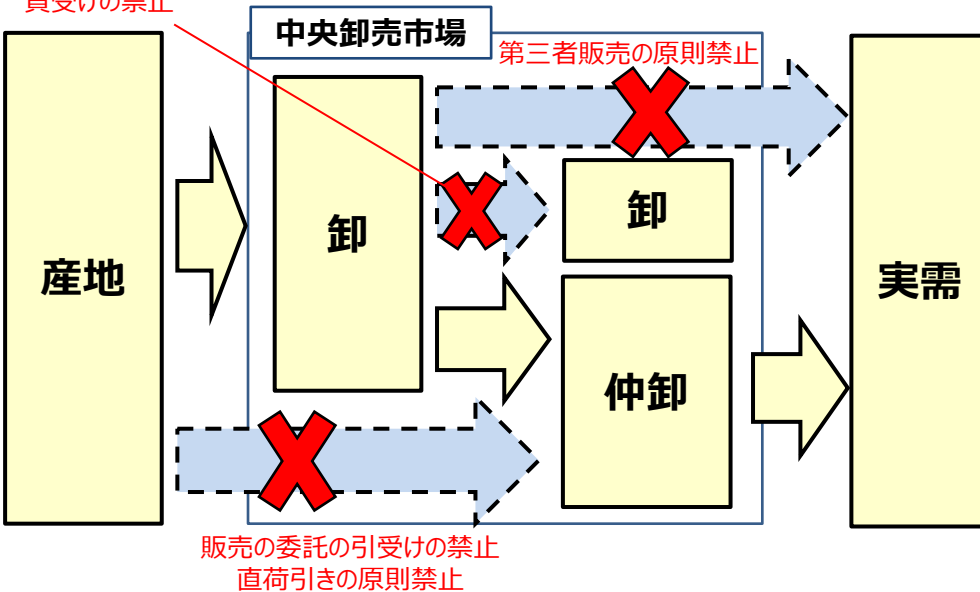 買受けの禁止
中央卸売市場
第三者販売の原則禁止
産地
卸
卸
仲卸
実需
販売の委託の引受けの禁止
直荷引きの原則禁止